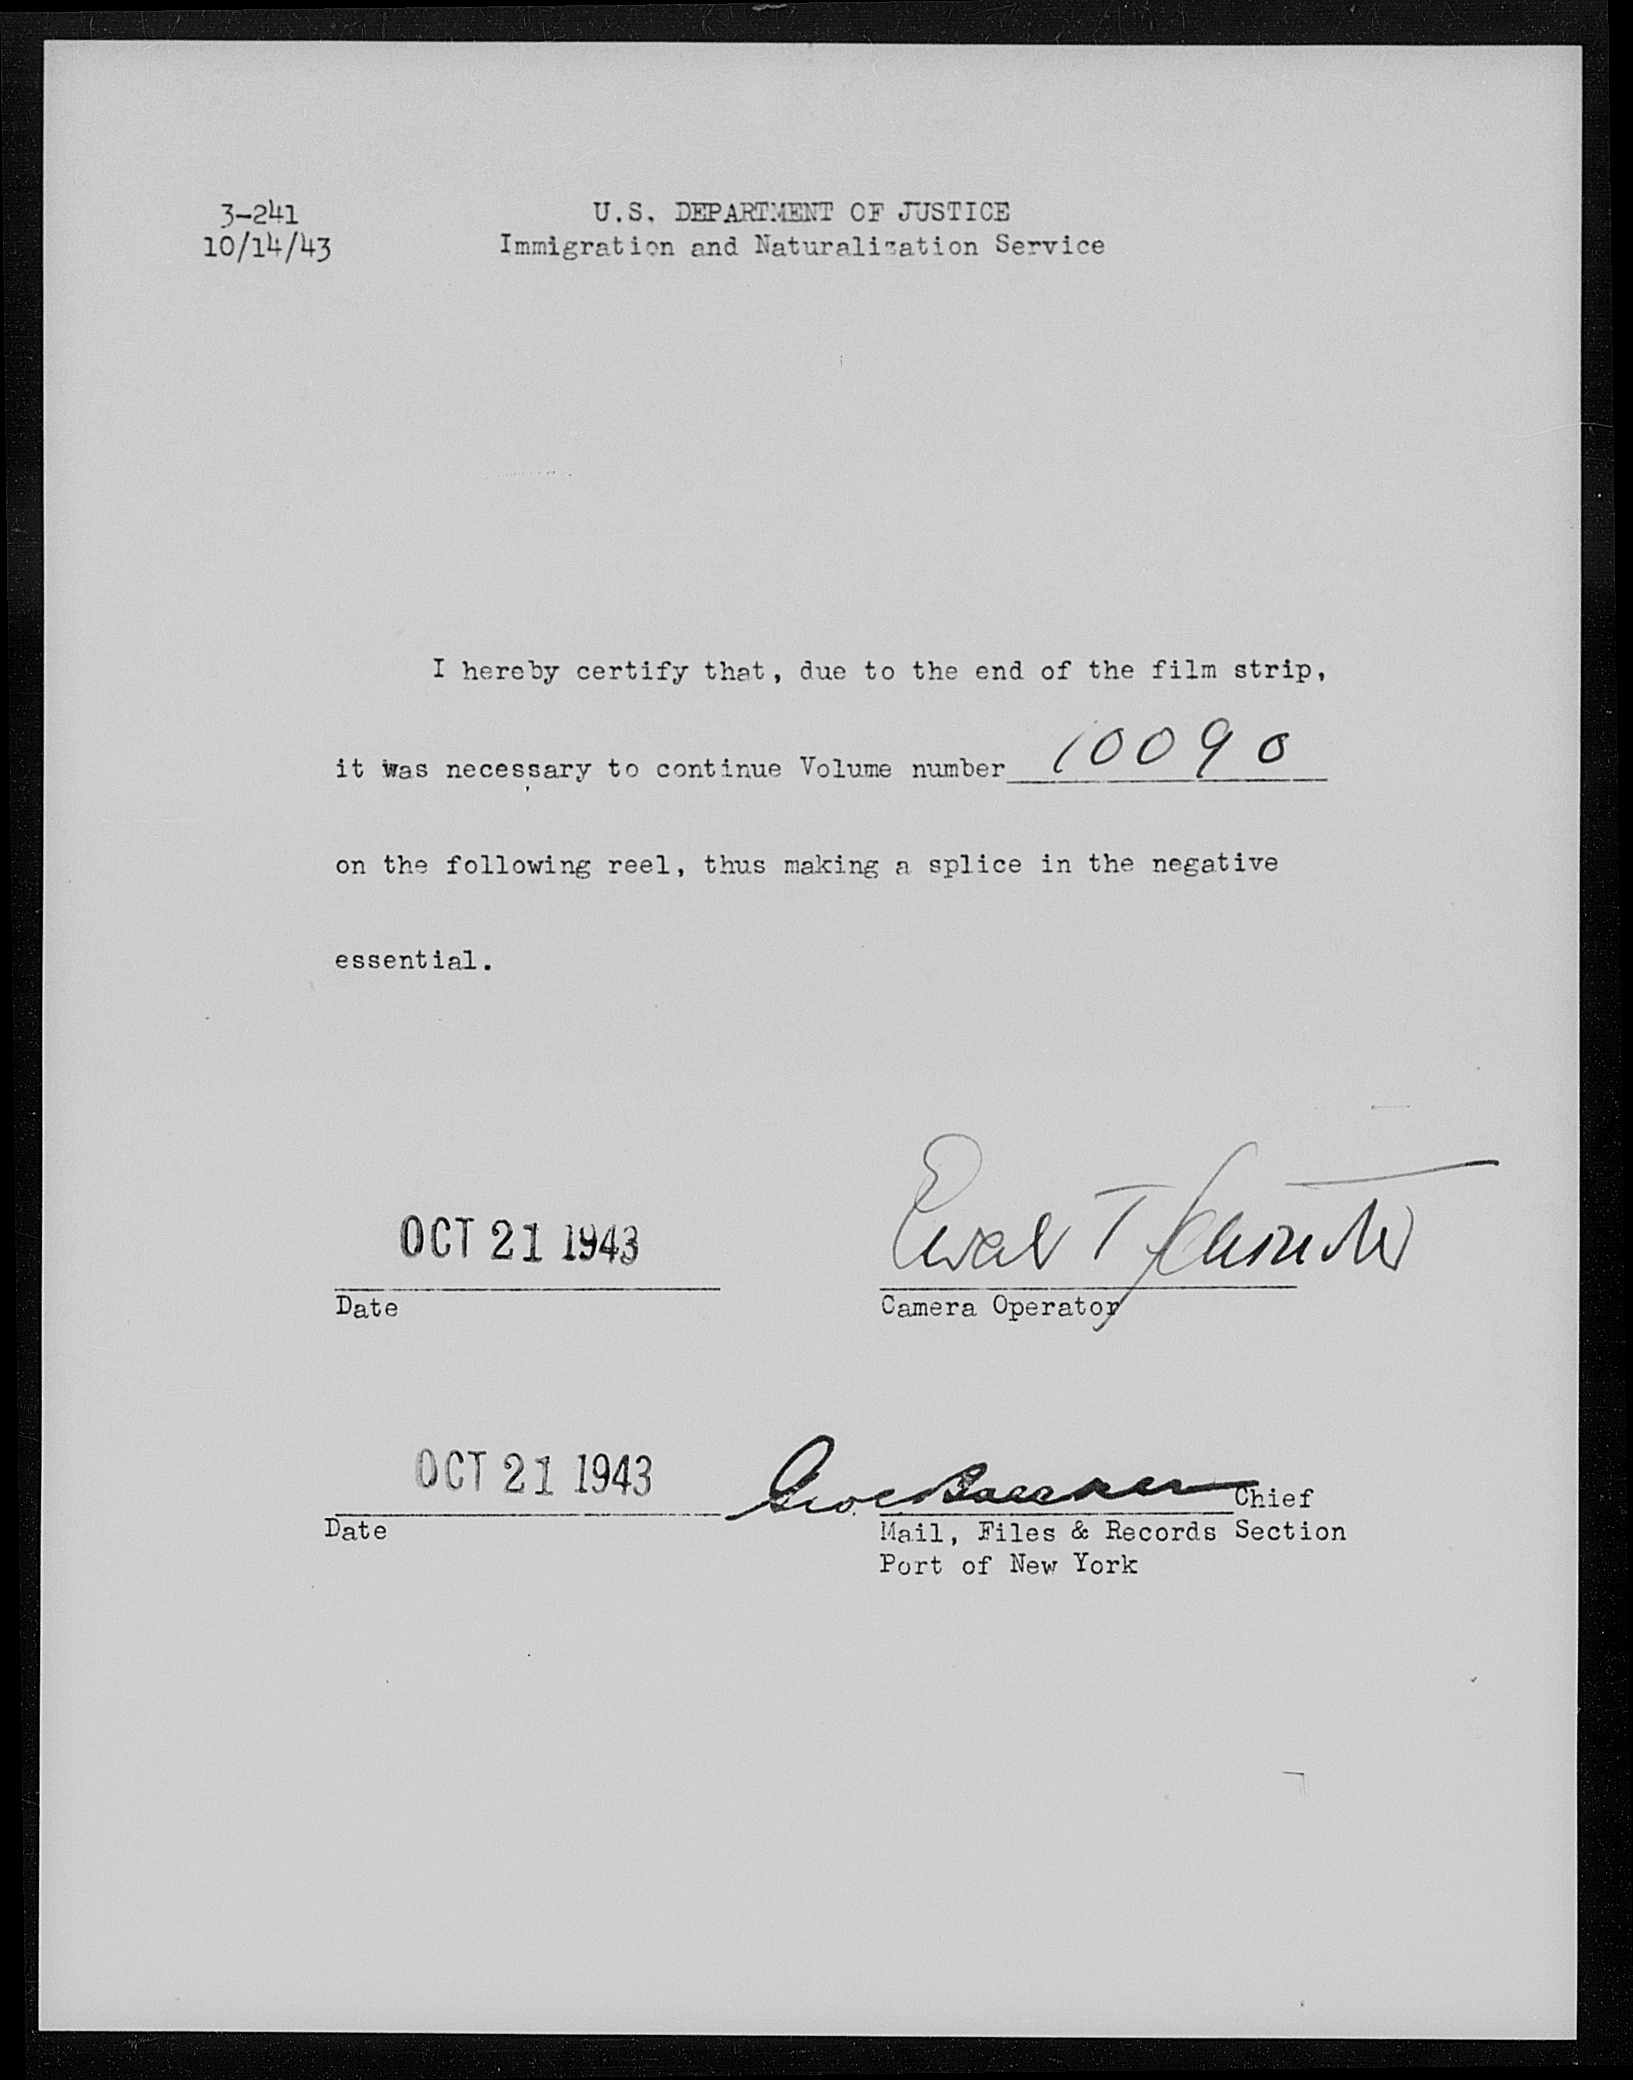 3-241
10/14/43
U.S. DEPARTMENT OF JUSTICE
Immigration and Naturalization Service
I hereby certify that, due to the end of the film strip,
it was necessary to continue Volume number 10090
on the following reel, thus making a splice in the negative
essential.
OCT 21 1943
Date
Camera Operator
OCT 21 1943
Chief
Date
Mail, Files & Records Section
Port of New York